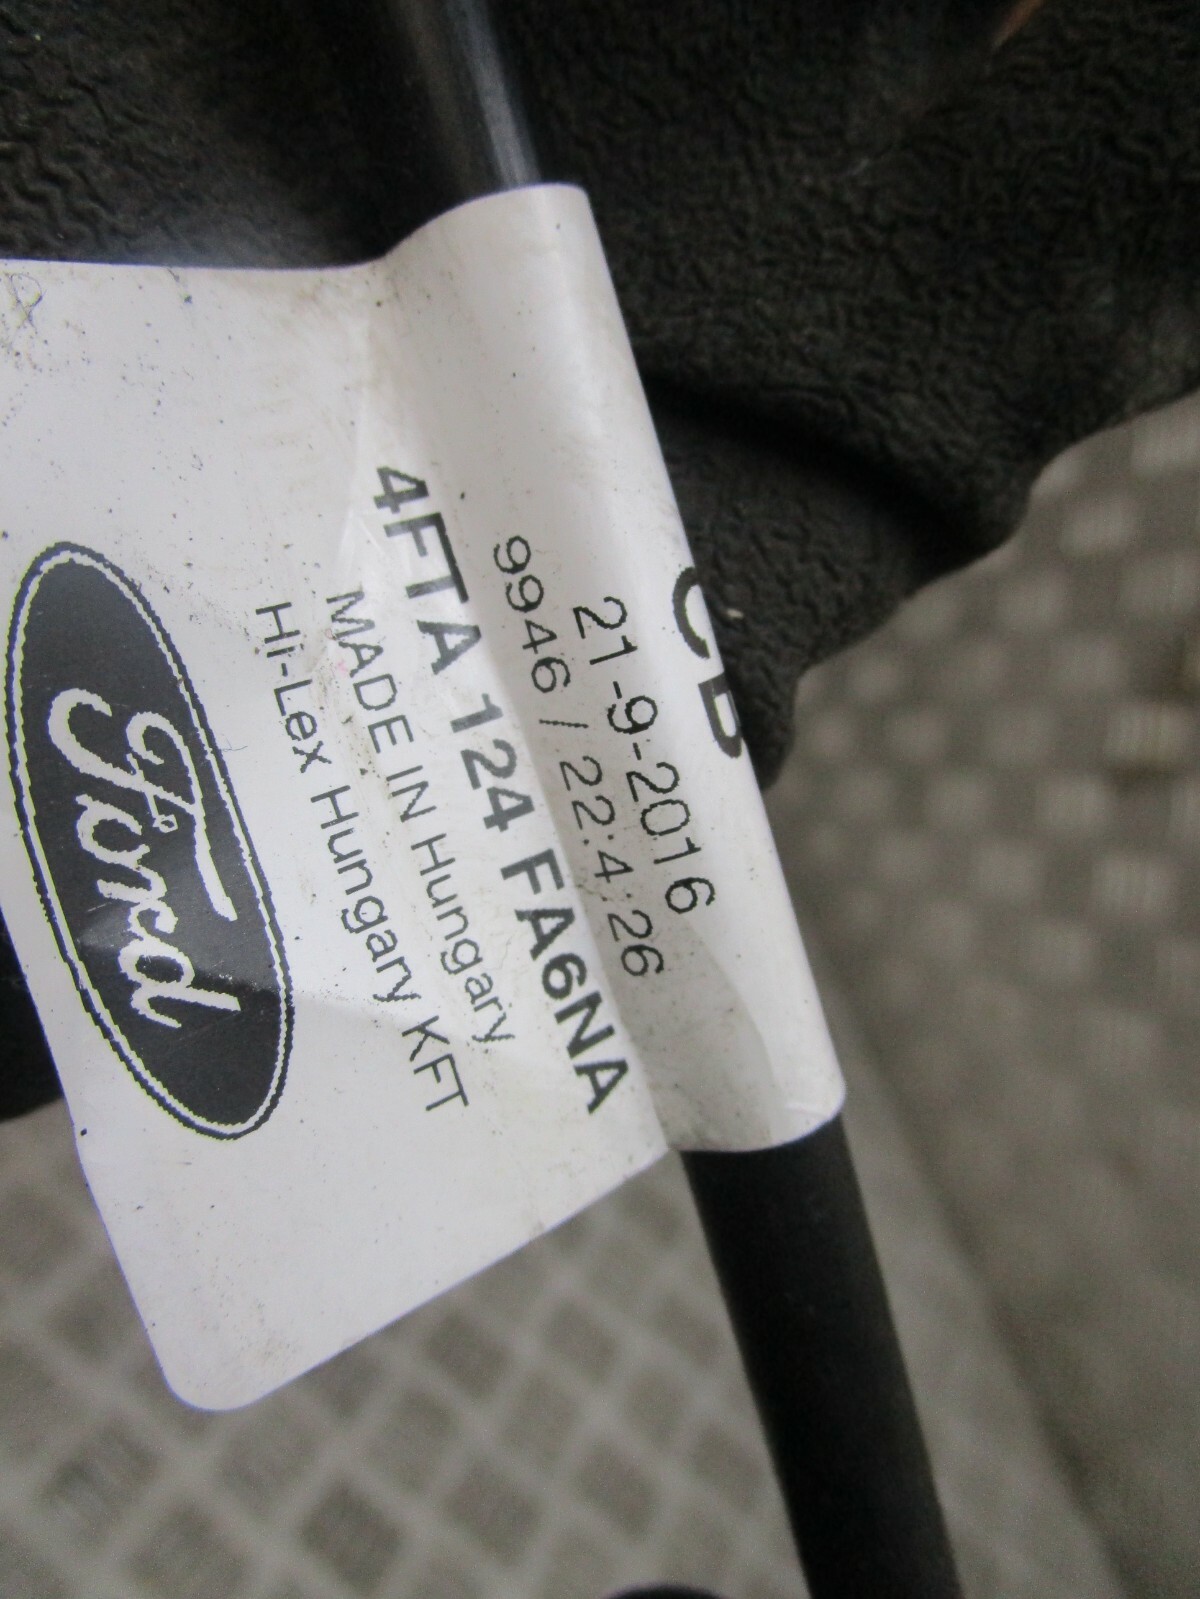 CB
21-9-2016
9946 / 22:4:26
4FTA 124 FA6NA
MADE IN Hungary
Hi-Lex Hungary KFT
Ford